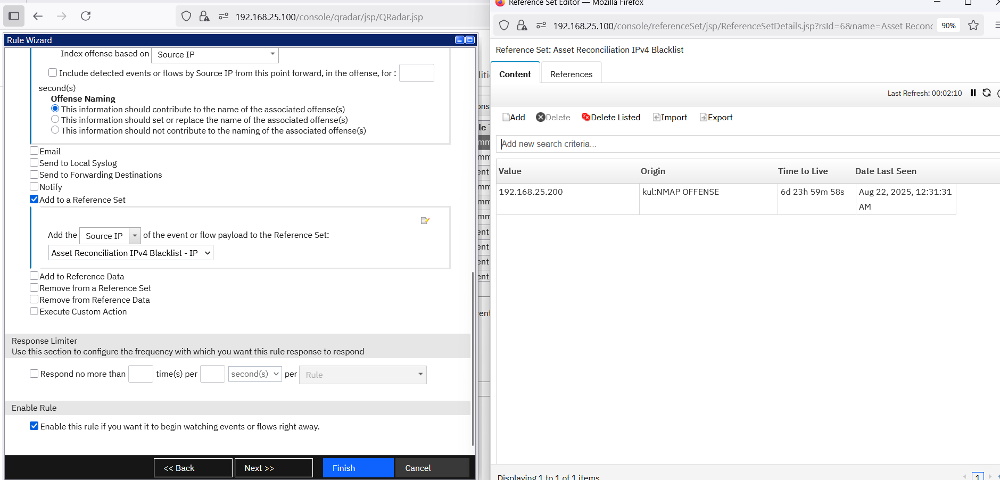 192.168.25.100/console/qradar/jsp/QRadar.jsp
Rule Wizard
Index offense based on Source IP
Include detected events or flows by Source IP from this point forward, in the offense, for :
second(s)
Offense Naming
This information should contribute to the name of the associated offense(s)
This information should set or replace the name of the associated offense(s)
This information should not contribute to the naming of the associated offense(s)
Email
Send to Local Syslog
Send to Forwarding Destinations
Notify
Add to a Reference Set
Add the Source IP of the event or flow payload to the Reference Set:
Asset Reconciliation IPv4 Blacklist - IP
Add to Reference Data
Remove from a Reference Set
Remove from Reference Data
Execute Custom Action
Response Limiter
Use this section to configure the frequency with which you want this rule response to respond
Respond no more than time(s) per second(s) per Rule
Enable Rule
Enable this rule if you want it to begin watching events or flows right away.
<< Back Next >> Finish Cancel
Reference Set Editor — Mozilla Firefox
192.168.25.100/console/referenceSet/jsp/ReferenceSetDetails.jsp?rsId=6&name=Asset Reconc 90%
Reference Set: Asset Reconciliation IPv4 Blacklist
Content References
Last Refresh: 00:02:10
Add Delete Delete Listed Import Export
Add new search criteria...
Value Origin Time to Live Date Last Seen
192.168.25.200 kul:NMAP OFFENSE 6d 23h 59m 58s Aug 22, 2025, 12:31:31
AM
Displaying 1 to 1 of 1 items
1